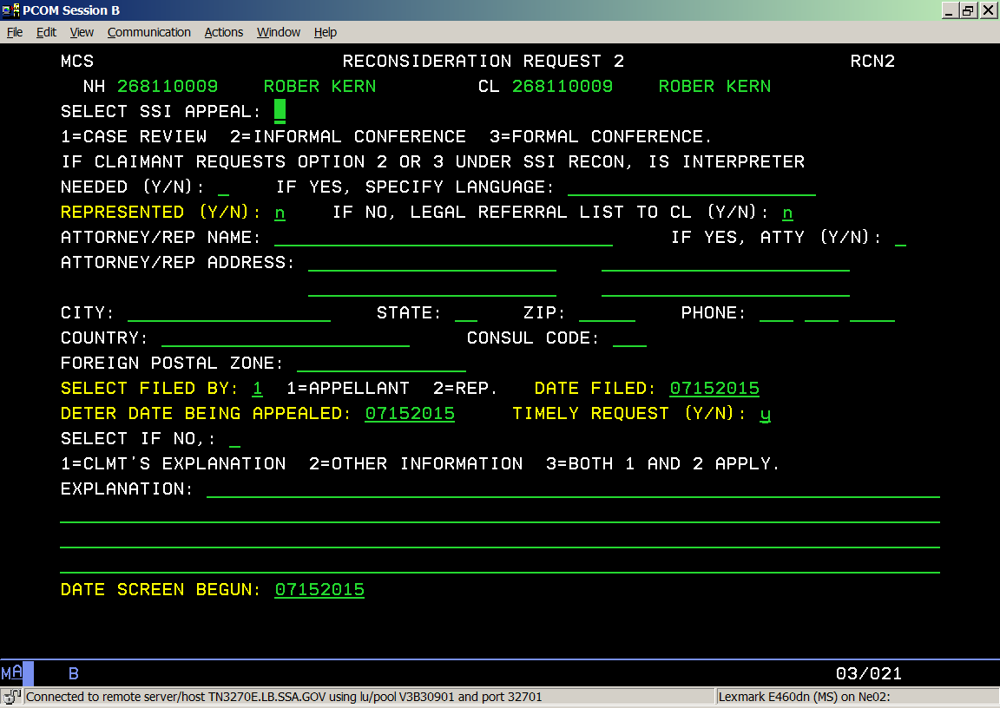 PCOM Session B
File Edit View Communication Actions Window Help
MCS RECONSIDERATION REQUEST 2 RCN2
NH 268110009 ROBER KERN CL 268110009 ROBER KERN
SELECT SSI APPEAL:
1=CASE REVIEW 2=INFORMAL CONFERENCE 3=FORMAL CONFERENCE.
IF CLAIMANT REQUESTS OPTION 2 OR 3 UNDER SSI RECON, IS INTERPRETER
NEEDED (Y/N): _ IF YES, SPECIFY LANGUAGE:
REPRESENTED (Y/N): n IF NO, LEGAL REFERRAL LIST TO CL (Y/N): n
ATTORNEY/REP NAME: IF YES, ATTY (Y/N): _
ATTORNEY/REP ADDRESS:
CITY: STATE: ZIP: PHONE:
COUNTRY: CONSUL CODE:
FOREIGN POSTAL ZONE:
SELECT FILED BY: 1 1=APPELLANT 2=REP. DATE FILED: 07152015
DETER DATE BEING APPEALED: 07152015 TIMELY REQUEST (Y/N): y
SELECT IF NO,: _
1=CLMT'S EXPLANATION 2=OTHER INFORMATION 3=BOTH 1 AND 2 APPLY.
EXPLANATION:
DATE SCREEN BEGUN: 07152015
MA B 03/021
Connected to remote server/host TN3270E.LB.SSA.GOV using lu/pool V3B30901 and port 32701 Lexmark E460dn (MS) on Ne02: